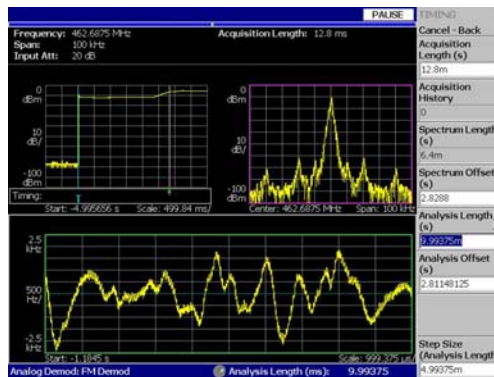 PAUSE
TIMING
Frequency: 462.6875 MHz
Acquisition Length: 12.8 ms
Span: 100 kHz
Input Att: 20 dB
Cancel - Back
Acquisition
Length (s)
12.8m
Acquisition
History
0
Spectrum Length
(s)
6.4m
Spectrum Offset
(s)
2.8288
Analysis Length
(s)
9.99375m
Analysis Offset
(s)
2.81148125
Step Size
(Analysis Length
4.99375m
0
dBm
10
dB/
-100
dBm
Timing:
Start: -4.995656 s
Scale: 499.84 ms/
0
dBm
10
dB/
-100
dBm
Center: 462.6875 MHz
Span: 100 kHz
2.5
kHz
500
Hz/
-2.5
kHz
Start: -1.1845 s
Scale: 999.375 µs/
Analog Demod: FM Demod
Analysis Length (ms): 9.99375